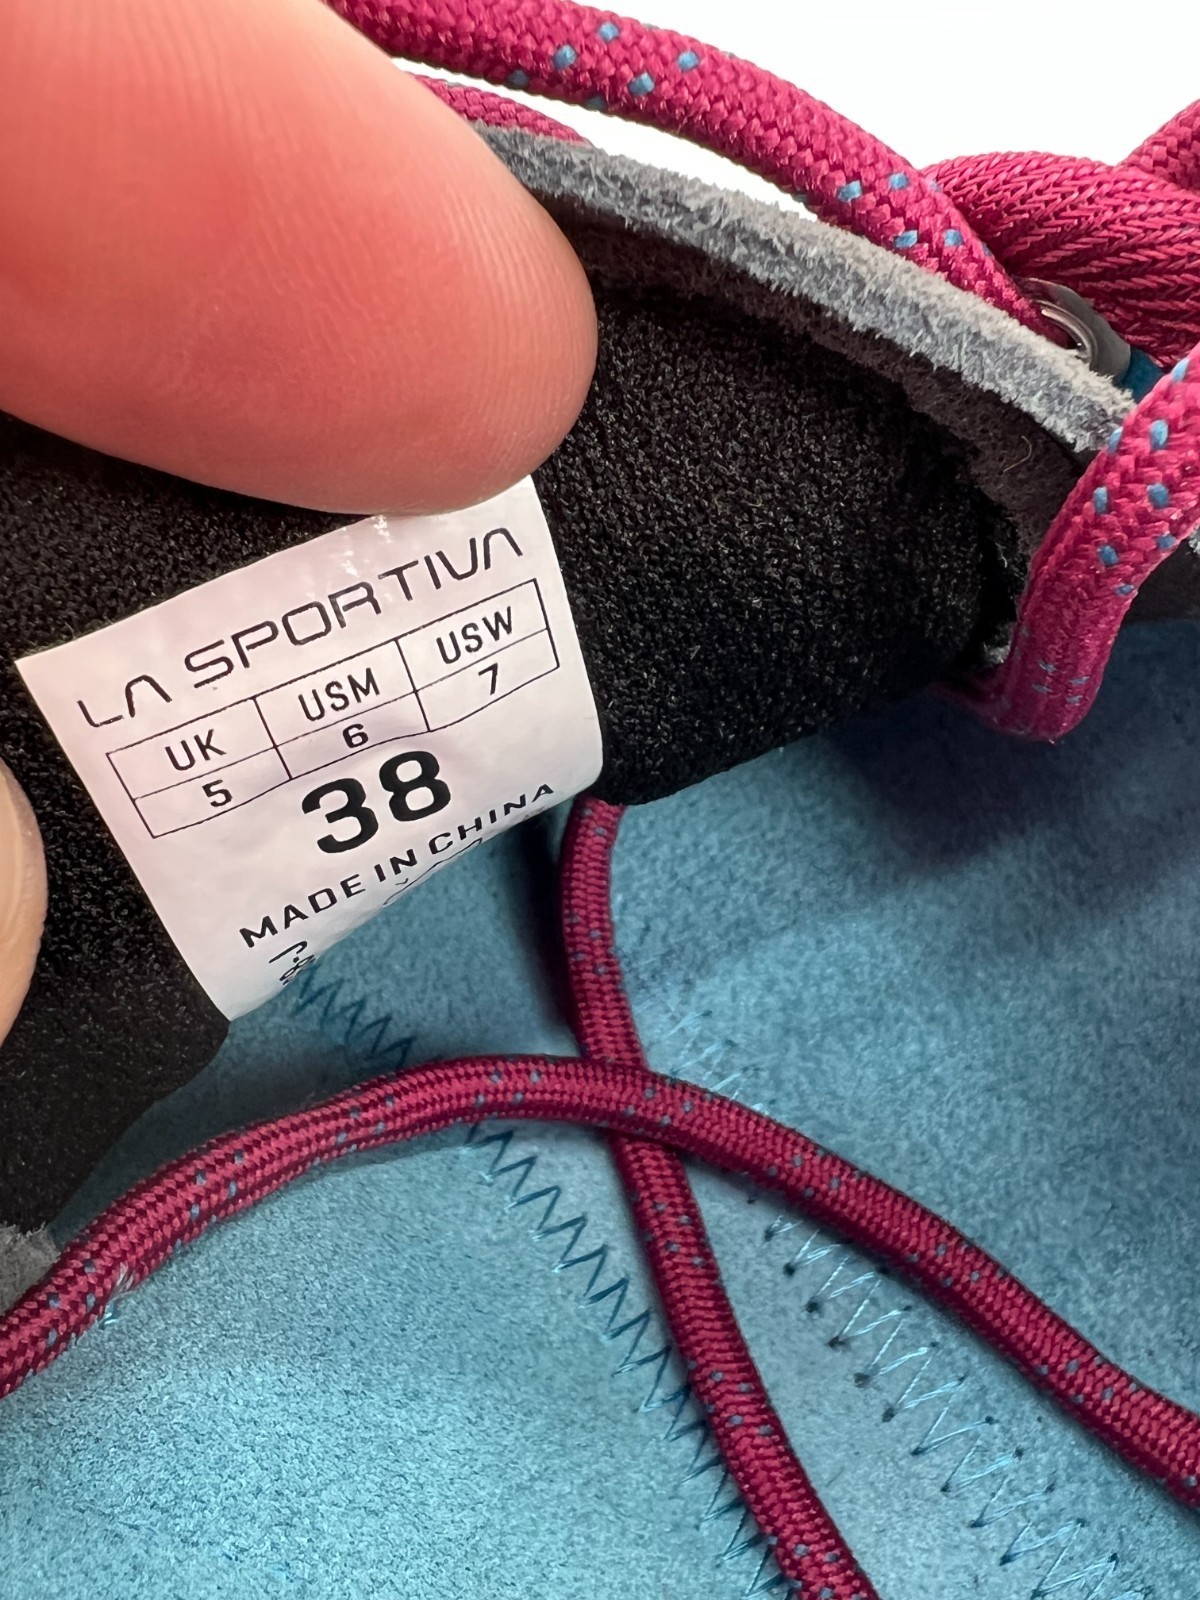 LA SPORTIVA
UK USM USW
5 6 7
38
MADE IN CHINA